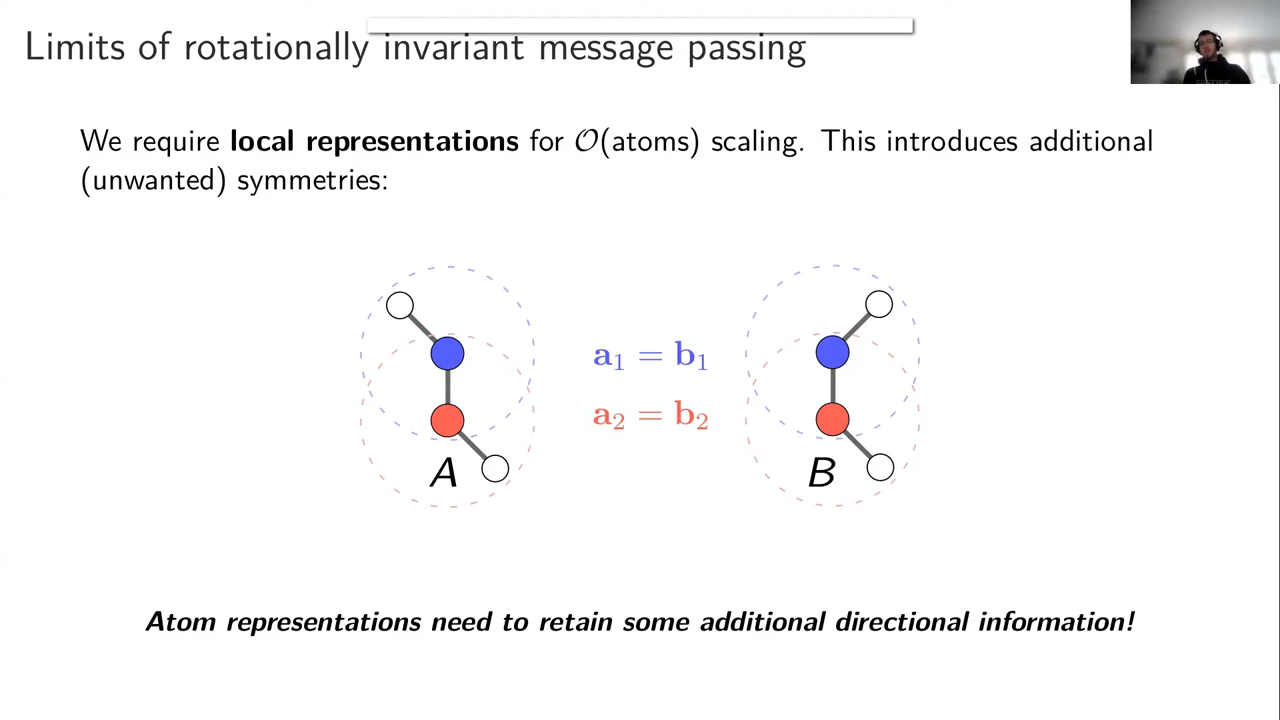 Limits of rotationally invariant message passing
We require local representations for 𝒪(atoms) scaling. This introduces additional
(unwanted) symmetries:
a₁ = b₁
a₂ = b₂
A
B
Atom representations need to retain some additional directional information!